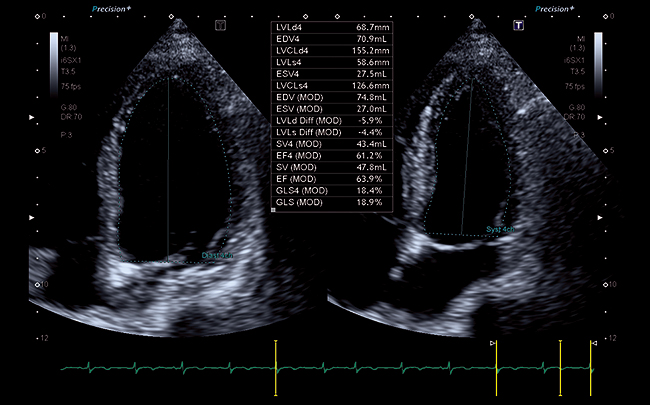 Precision+
Precision+
0
MI
(1.3)
i6SX1
T3.5
75 fps
G:80
DR:70
P:3
5
10
12
LVLd4 68.7mm
EDV4 70.9mL
LVCLd4 155.2mm
LVLs4 58.6mm
ESV4 27.5mL
LVCLs4 126.6mm
EDV (MOD) 74.8mL
ESV (MOD) 27.0mL
LVLd Diff (MOD) -5.9%
LVLs Diff (MOD) -4.4%
SV4 (MOD) 43.4mL
EF4 (MOD) 61.2%
SV (MOD) 47.8mL
EF (MOD) 63.9%
GLS4 (MOD) 18.4%
GLS (MOD) 18.9%
T
0
MI
(1.3)
i6SX1
T3.5
75 fps
G:80
DR:70
P:3
5
10
12
Syst 4ch